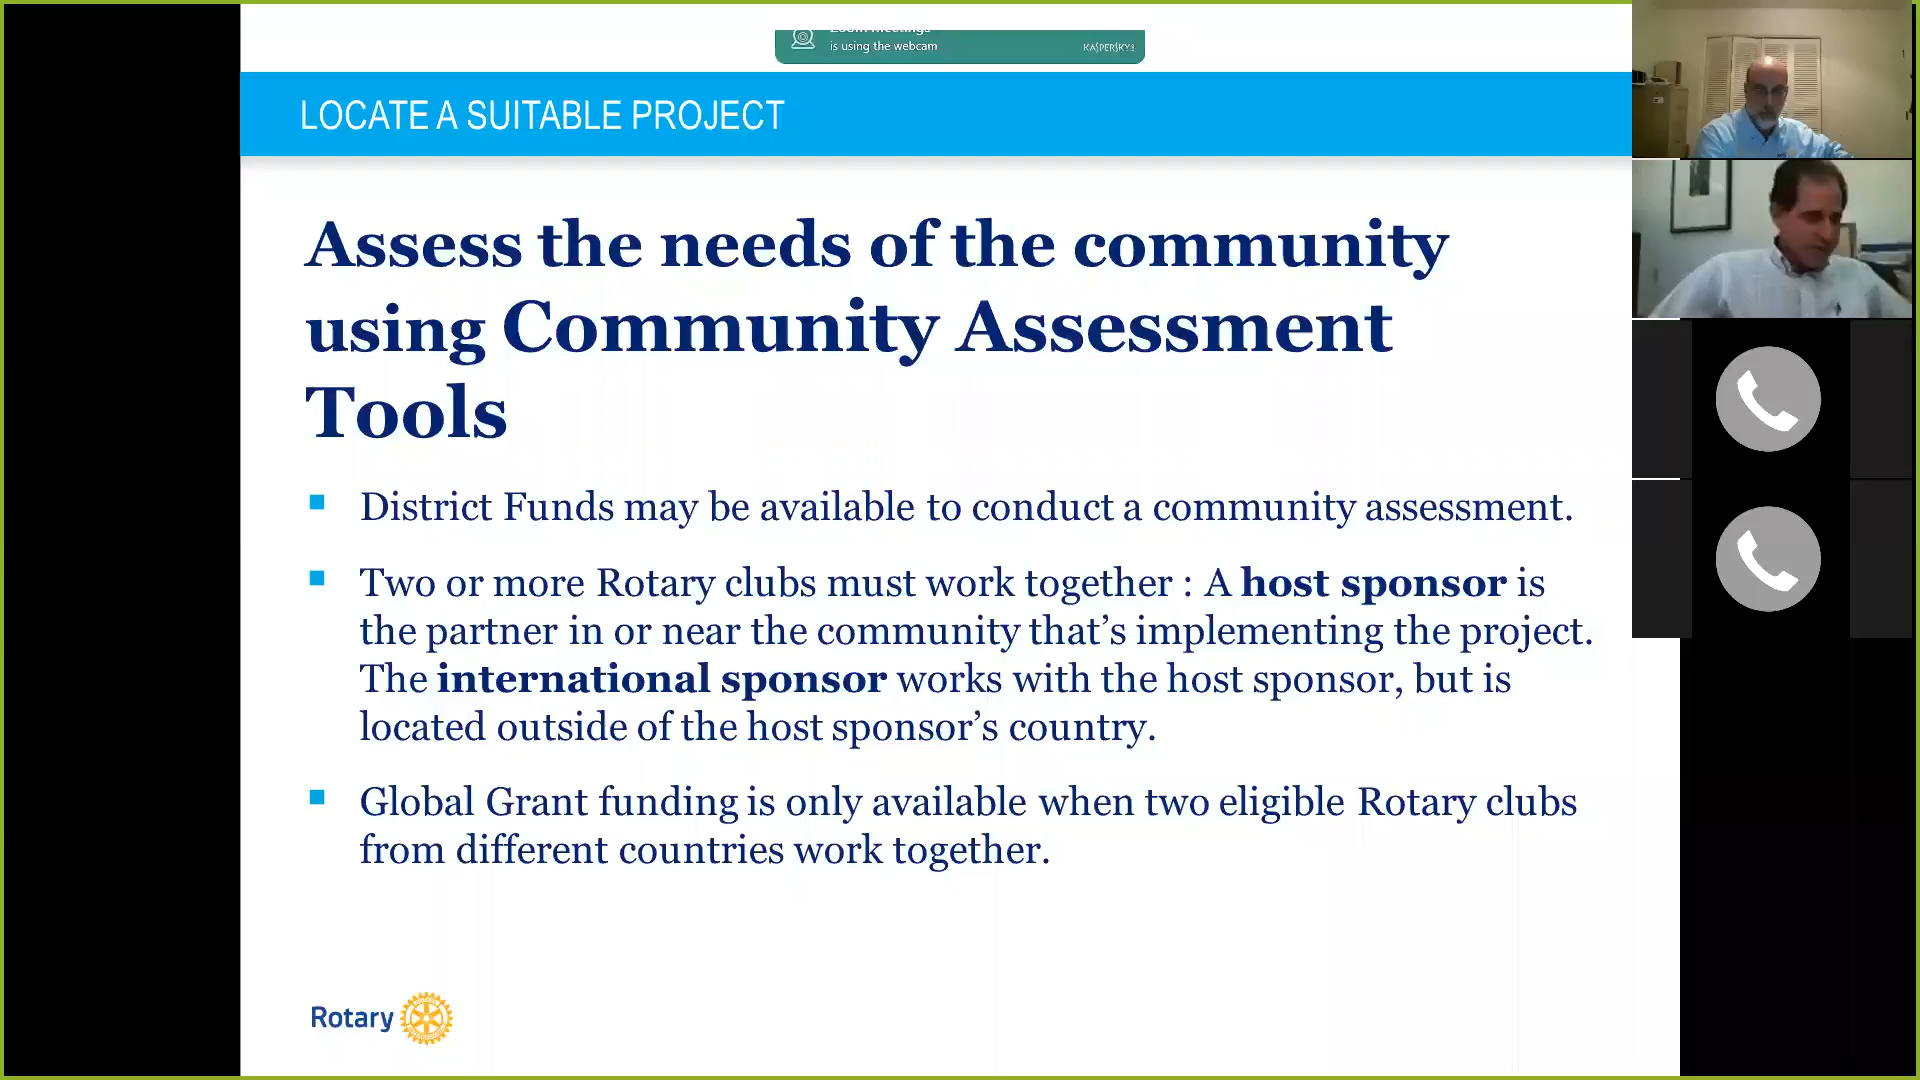 Zoom Meetings
is using the webcam
KASPERSKY
LOCATE A SUITABLE PROJECT
Assess the needs of the community
using Community Assessment
Tools
District Funds may be available to conduct a community assessment.
Two or more Rotary clubs must work together : A host sponsor is
the partner in or near the community that’s implementing the project.
The international sponsor works with the host sponsor, but is
located outside of the host sponsor’s country.
Global Grant funding is only available when two eligible Rotary clubs
from different countries work together.
Rotary